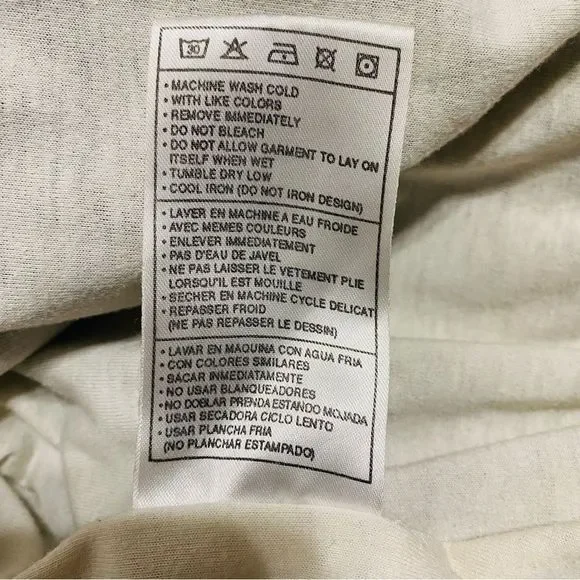 30
• MACHINE WASH COLD
• WITH LIKE COLORS
• REMOVE IMMEDIATELY
• DO NOT BLEACH
• DO NOT ALLOW GARMENT TO LAY ON
ITSELF WHEN WET
• TUMBLE DRY LOW
• COOL IRON (DO NOT IRON DESIGN)
• LAVER EN MACHINE A EAU FROIDE
• AVEC MEMES COULEURS
• ENLEVER IMMEDIATEMENT
• PAS D'EAU DE JAVEL
• NE PAS LAISSER LE VETEMENT PLIE
LORSQU'IL EST MOUILLE
• SECHER EN MACHINE CYCLE DELICAT
• REPASSER FROID
(NE PAS REPASSER LE DESSIN)
• LAVAR EN MAQUINA CON AGUA FRIA
• CON COLORES SIMILARES
• SACAR INMEDIATAMENTE
• NO USAR BLANQUEADORES
• NO DOBLAR PRENDA ESTANDO MOJADA
• USAR SECADORA CICLO LENTO
• USAR PLANCHA FRIA
(NO PLANCHAR ESTAMPADO)